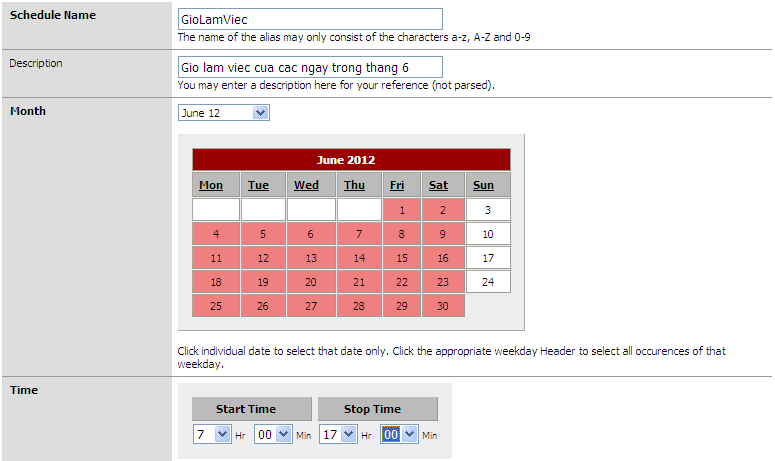 Schedule Name
GioLamViec
The name of the alias may only consist of the characters a-z, A-Z and 0-9
Description
Gio lam viec cua cac ngay trong thang 6
You may enter a description here for your reference (not parsed).
Month
June 12
June 2012
Mon Tue Wed Thu Fri Sat Sun
1 2 3
4 5 6 7 8 9 10
11 12 13 14 15 16 17
18 19 20 21 22 23 24
25 26 27 28 29 30
Click individual date to select that date only. Click the appropriate weekday Header to select all occurences of that
weekday.
Time
Start Time Stop Time
7 Hr 00 Min 17 Hr 00 Min